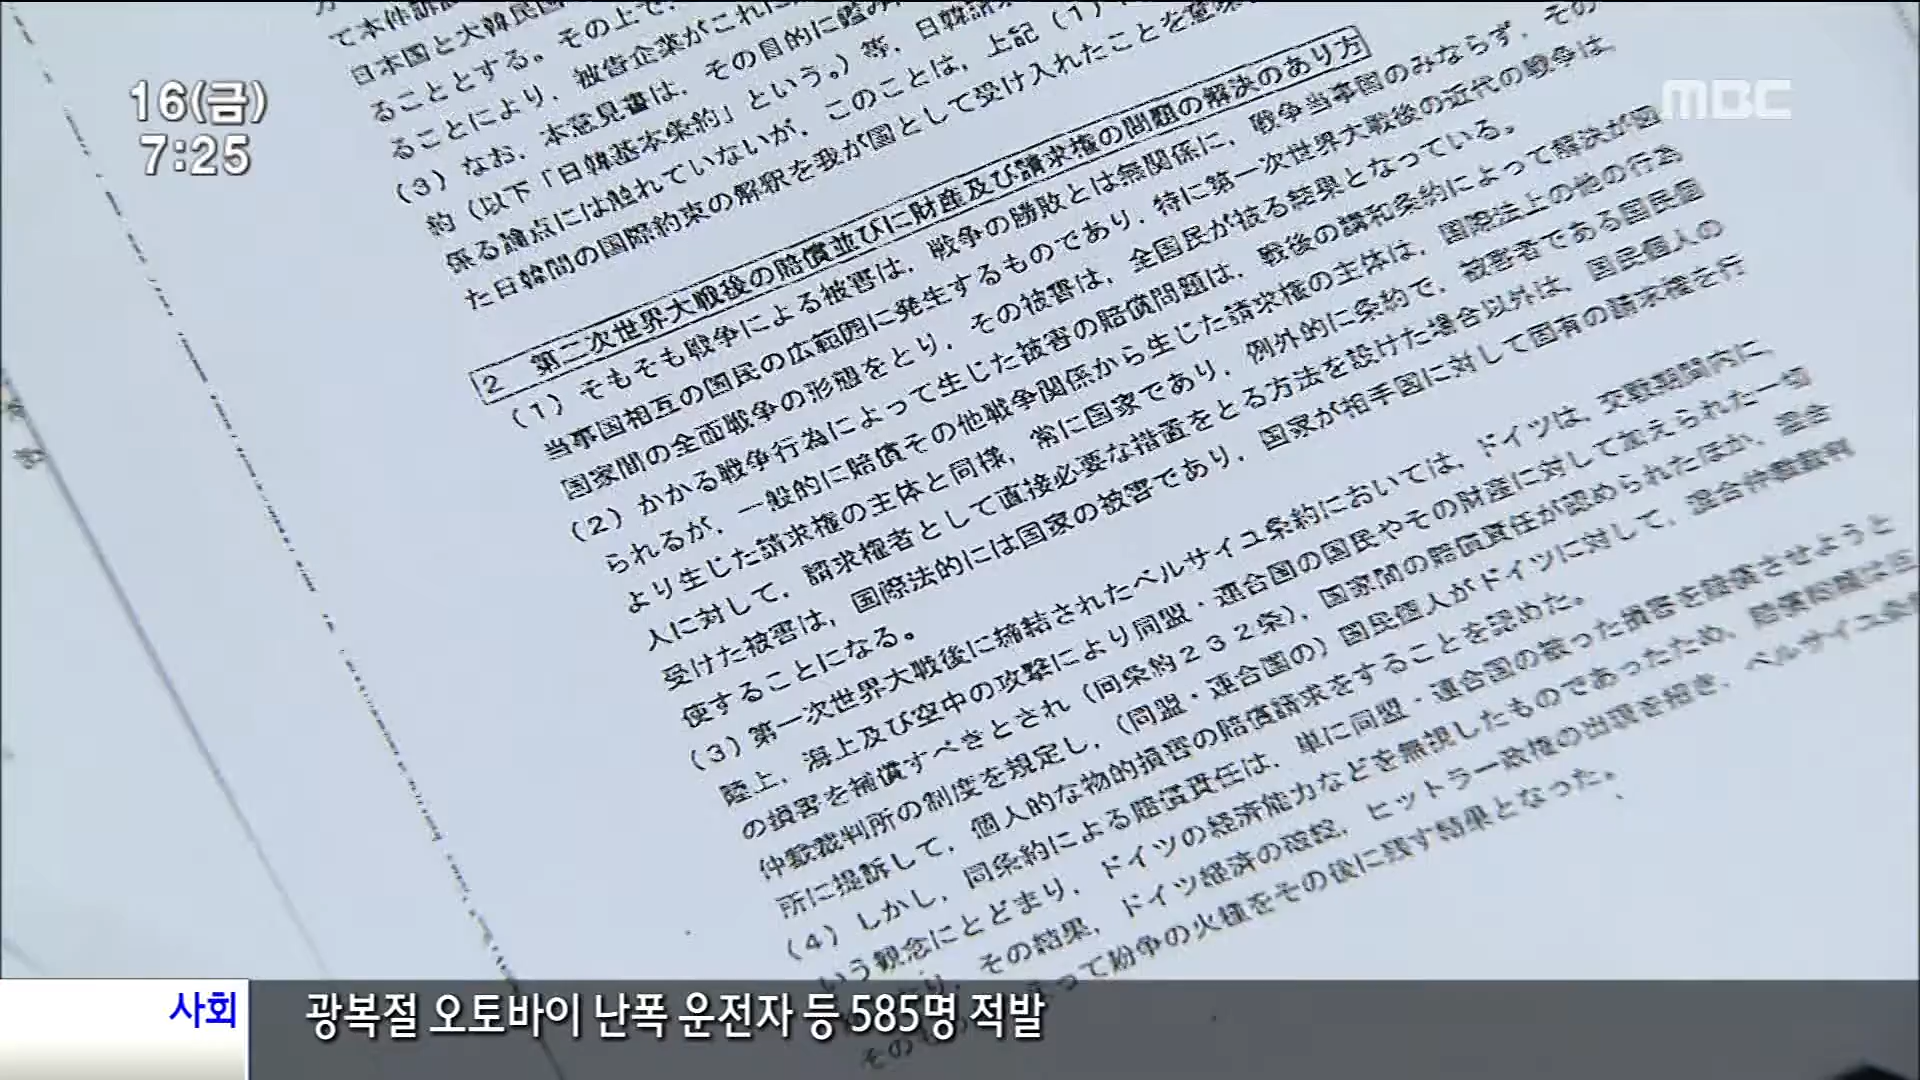 16(금)
7:25
MBC
て本件訴訟
日本国と大韓民国
ることとする。その上で、
ることにより、被告企業がこれに
(3)なお、本意見書は、その目的に鑑み
約(以下「日韓基本条約」という。)等、日韓請求
係る論点には触れていないが、このことは、上記(1)
た日韓間の国際約束の解釈を我が国として受け入れたことを意味
2 第二次世界大戦後の賠償並びに財産及び請求権の問題の解決のあり方
(1)そもそも戦争による被害は、戦争の勝敗とは無関係に、戦争当事国のみならず、その
当事国相互の国民の広範囲に発生するものであり、特に第一次世界大戦後の近代の戦争は、
国家間の全面戦争の形態をとり、その被害は、全国民が被る結果となっている。
(2)かかる戦争行為によって生じた被害の賠償問題は、戦後の講和条約によって解決が図
られるが、一般的に賠償その他戦争関係から生じた請求権の主体は、国際法上の他の行為
より生じた請求権の主体と同様、常に国家であり、例外的に条約で、被害者である国民個
人に対して、請求権者として直接必要な措置をとる方法を設けた場合以外は、国民個人の
受けた被害は、国際法的には国家の被害であり、国家が相手国に対して固有の請求権を行
使することになる。
(3)第一次世界大戦後に締結されたベルサイユ条約においては、ドイツは、交戦期間内に、
陸上、海上及び空中の攻撃により同盟・連合国の国民やその財産に対して加えられた一切
の損害を補償すべきとされ(同条約232条)、国家間の賠償責任が認められたほか、混合
仲裁裁判所の制度を規定し、(同盟・連合国の)国民個人がドイツに対して、混合仲裁裁判
所に提訴して、個人的な物的損害の賠償請求をすることを認めた。
(4)しかし、同条約による賠償責任は、単に同盟・連合国の被った損害を賠償させようと
いう観念にとどまり、ドイツの経済能力などを無視したものであったため、賠償問題は
り、その結果、ドイツ経済の破綻、ヒットラー政権の出現を招き、ベルサイユ条
って紛争の火種をその後に残す結果となった。
사회
광복절 오토바이 난폭 운전자 등 585명 적발